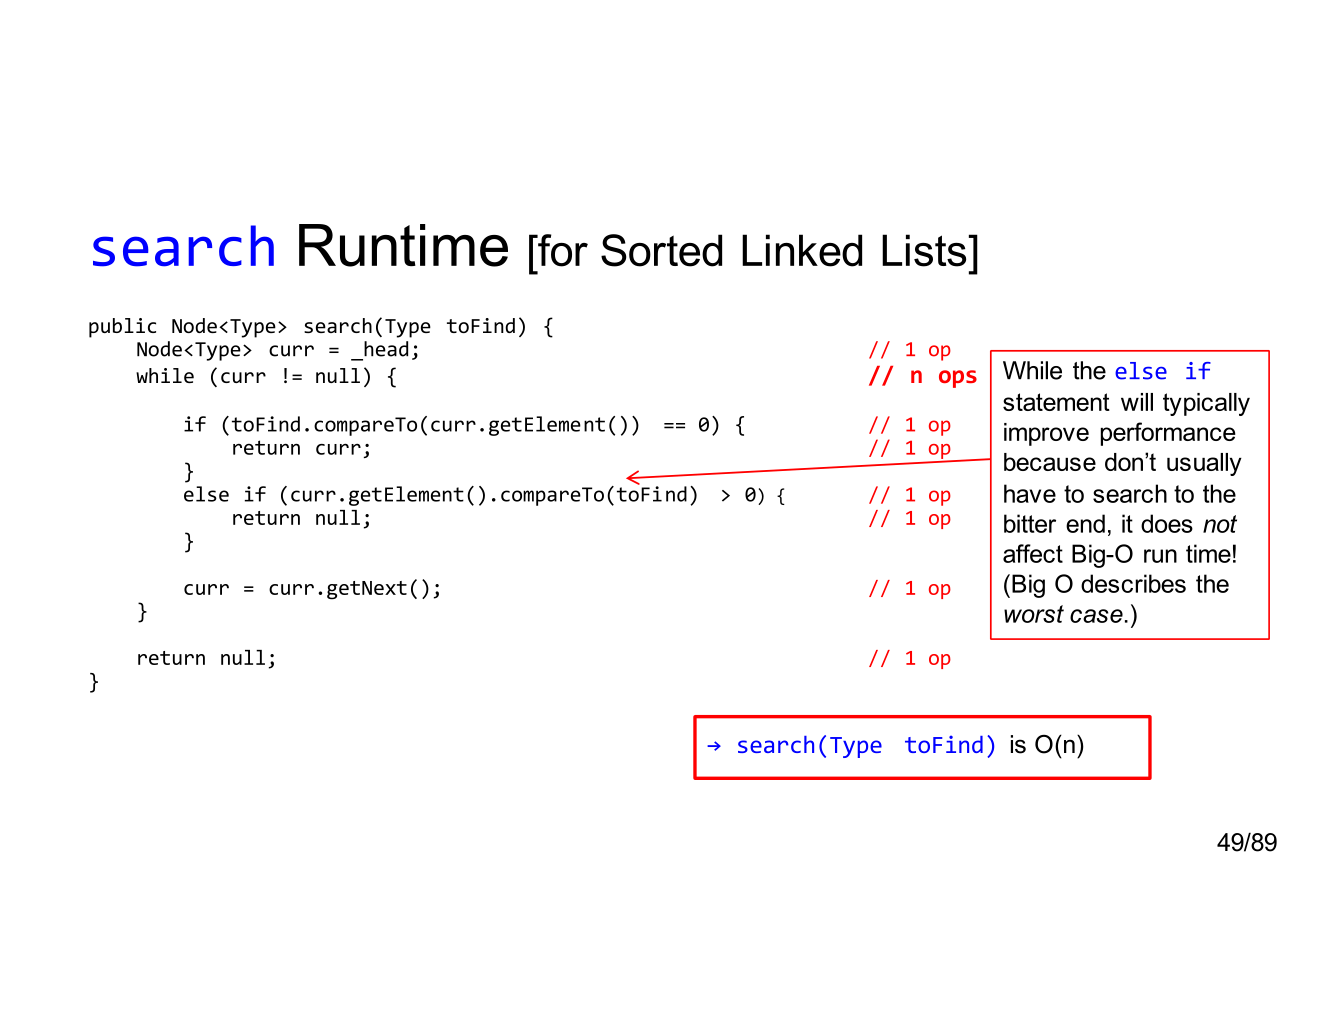 search Runtime [for Sorted Linked Lists]
public Node<Type> search(Type toFind) {
Node<Type> curr = _head; // 1 op
while (curr != null) { // n ops
if (toFind.compareTo(curr.getElement()) == 0) { // 1 op
return curr; // 1 op
}
else if (curr.getElement().compareTo(toFind) > 0) { // 1 op
return null; // 1 op
}
curr = curr.getNext(); // 1 op
}
return null; // 1 op
}
While the else if
statement will typically
improve performance
because don’t usually
have to search to the
bitter end, it does not
affect Big-O run time!
(Big O describes the
worst case.)
→ search(Type toFind) is O(n)
49/89